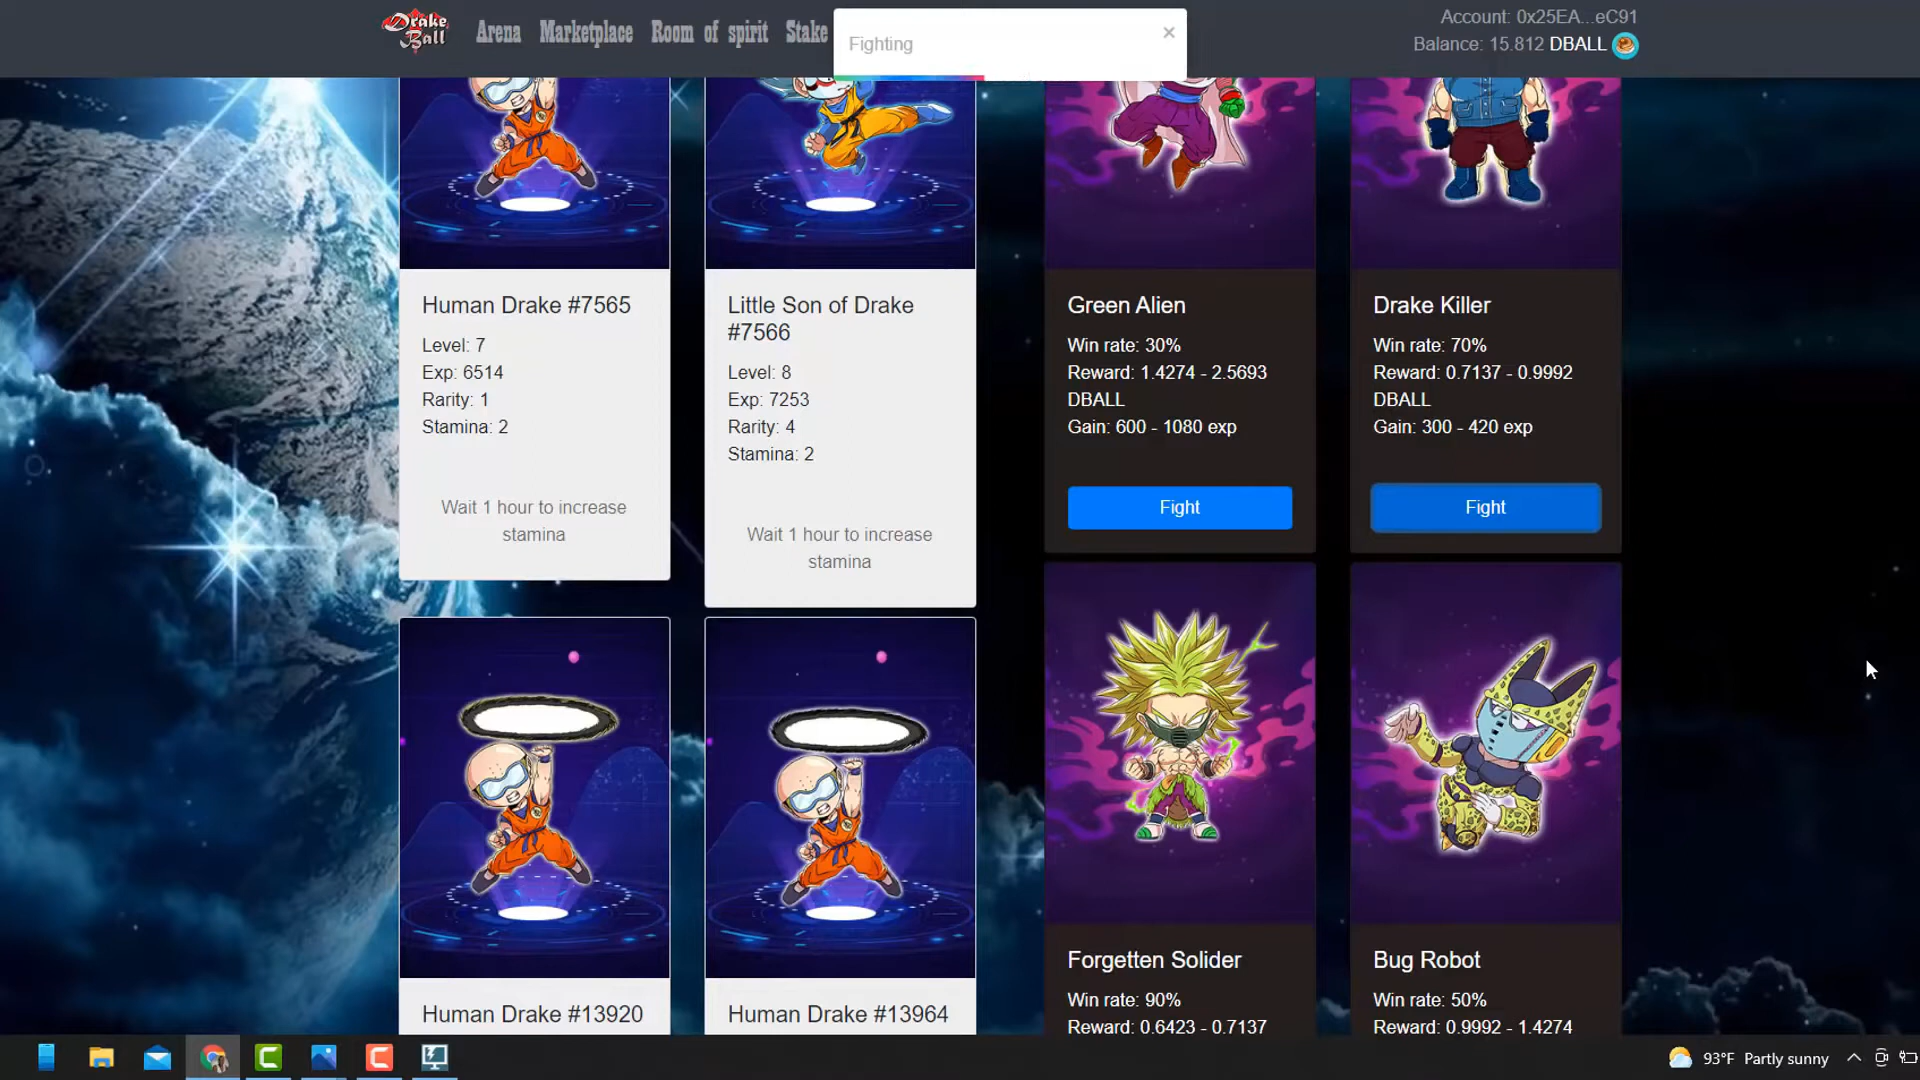 Drake
Ball
Arena
Marketplace
Room of spirit
Stake
Fighting
×
Account: 0x25EA...eC91
Balance: 15.812 DBALL
Human Drake #7565
Level: 7
Exp: 6514
Rarity: 1
Stamina: 2
Wait 1 hour to increase
stamina
Little Son of Drake
#7566
Level: 8
Exp: 7253
Rarity: 4
Stamina: 2
Wait 1 hour to increase
stamina
Green Alien
Win rate: 30%
Reward: 1.4274 - 2.5693
DBALL
Gain: 600 - 1080 exp
Fight
Drake Killer
Win rate: 70%
Reward: 0.7137 - 0.9992
DBALL
Gain: 300 - 420 exp
Fight
Human Drake #13920
Human Drake #13964
Forgetten Solider
Win rate: 90%
Reward: 0.6423 - 0.7137
Bug Robot
Win rate: 50%
Reward: 0.9992 - 1.4274
93°F Partly sunny